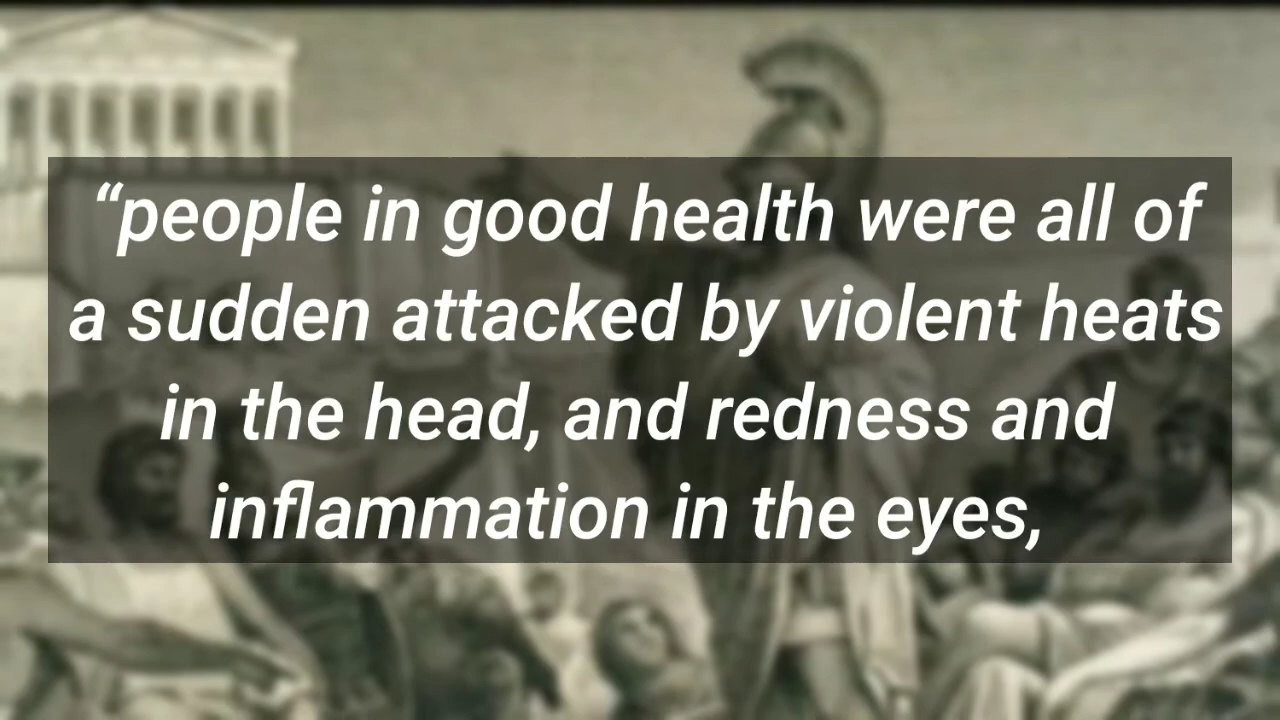 “people in good health were all of
a sudden attacked by violent heats
in the head, and redness and
inflammation in the eyes,